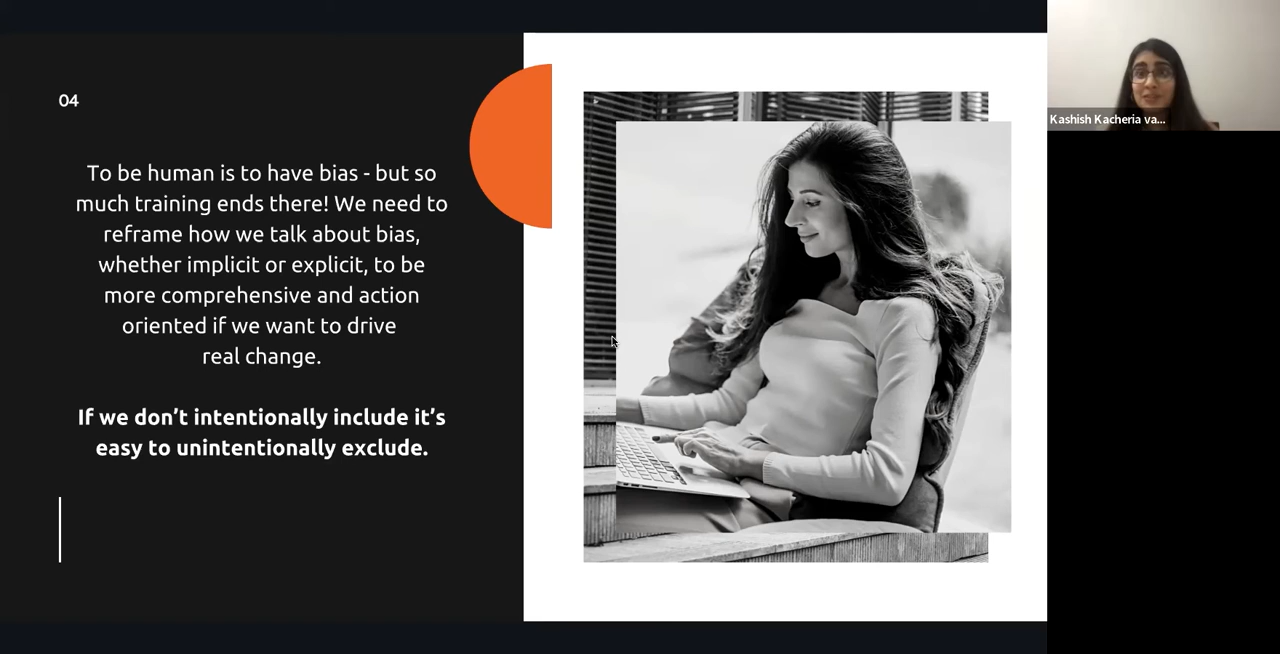 04
To be human is to have bias - but so
much training ends there! We need to
reframe how we talk about bias,
whether implicit or explicit, to be
more comprehensive and action
oriented if we want to drive
real change.
If we don’t intentionally include it’s
easy to unintentionally exclude.
Kashish Kacheria va...